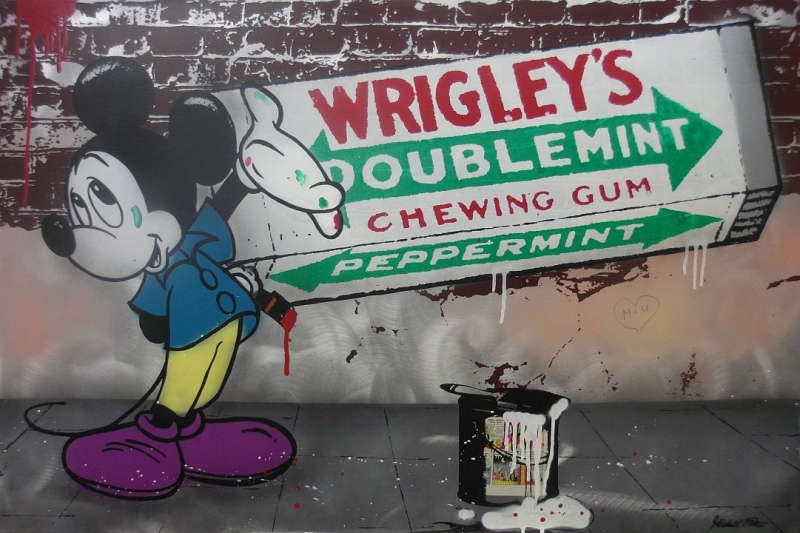 WRIGLEY'S
DOUBLEMINT
CHEWING GUM
PEPPERMINT
M+M